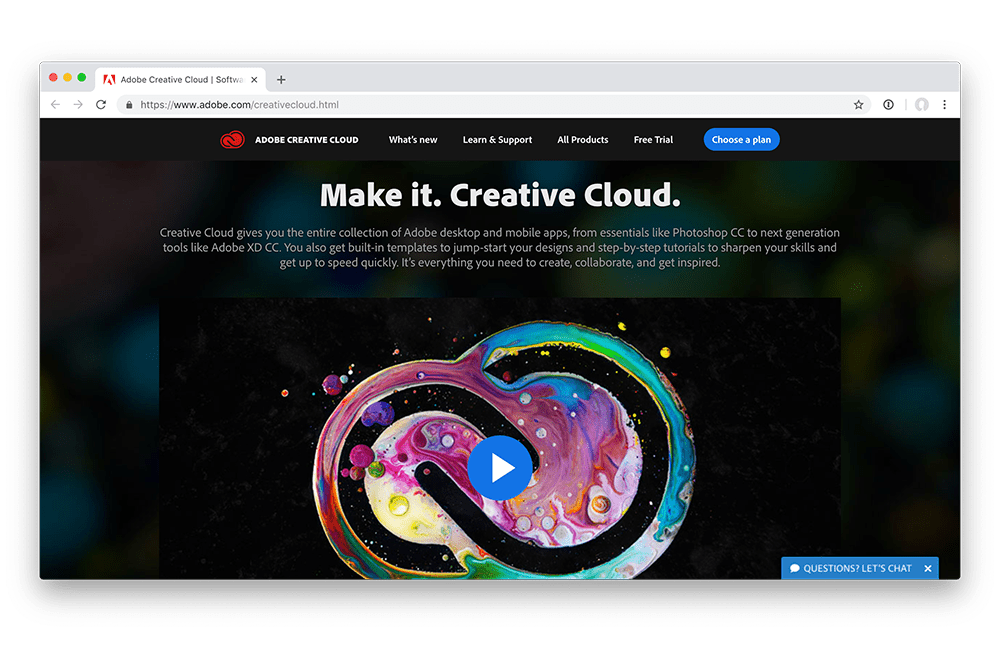 Adobe Creative Cloud | Softwa
https://www.adobe.com/creativecloud.html
ADOBE CREATIVE CLOUD What's new Learn & Support All Products Free Trial Choose a plan
Make it. Creative Cloud.
Creative Cloud gives you the entire collection of Adobe desktop and mobile apps, from essentials like Photoshop CC to next generation
tools like Adobe XD CC. You also get built-in templates to jump-start your designs and step-by-step tutorials to sharpen your skills and
get up to speed quickly. It's everything you need to create, collaborate, and get inspired.
QUESTIONS? LET'S CHAT